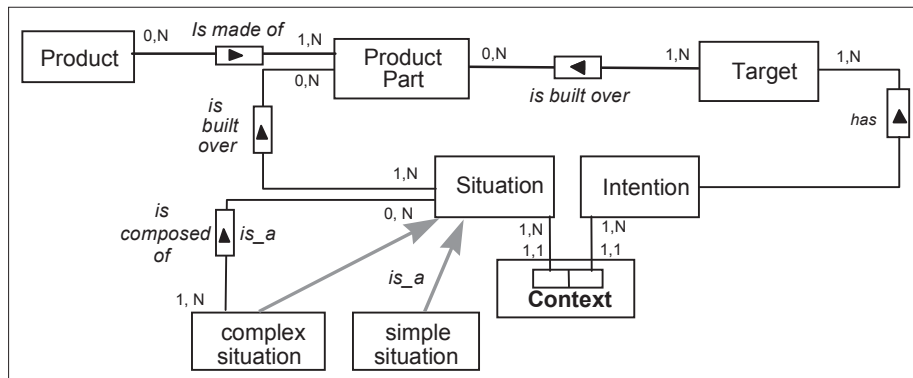 Is made of
0,N
1,N
Product
0,N
Product
Part
0,N
1,N
Target
1,N
is built over
is
built
over
has
1,N
Situation
Intention
0, N
is
composed
of
is_a
1,N
1,N
1,1
1,1
is_a
Context
1, N
complex
situation
simple
situation